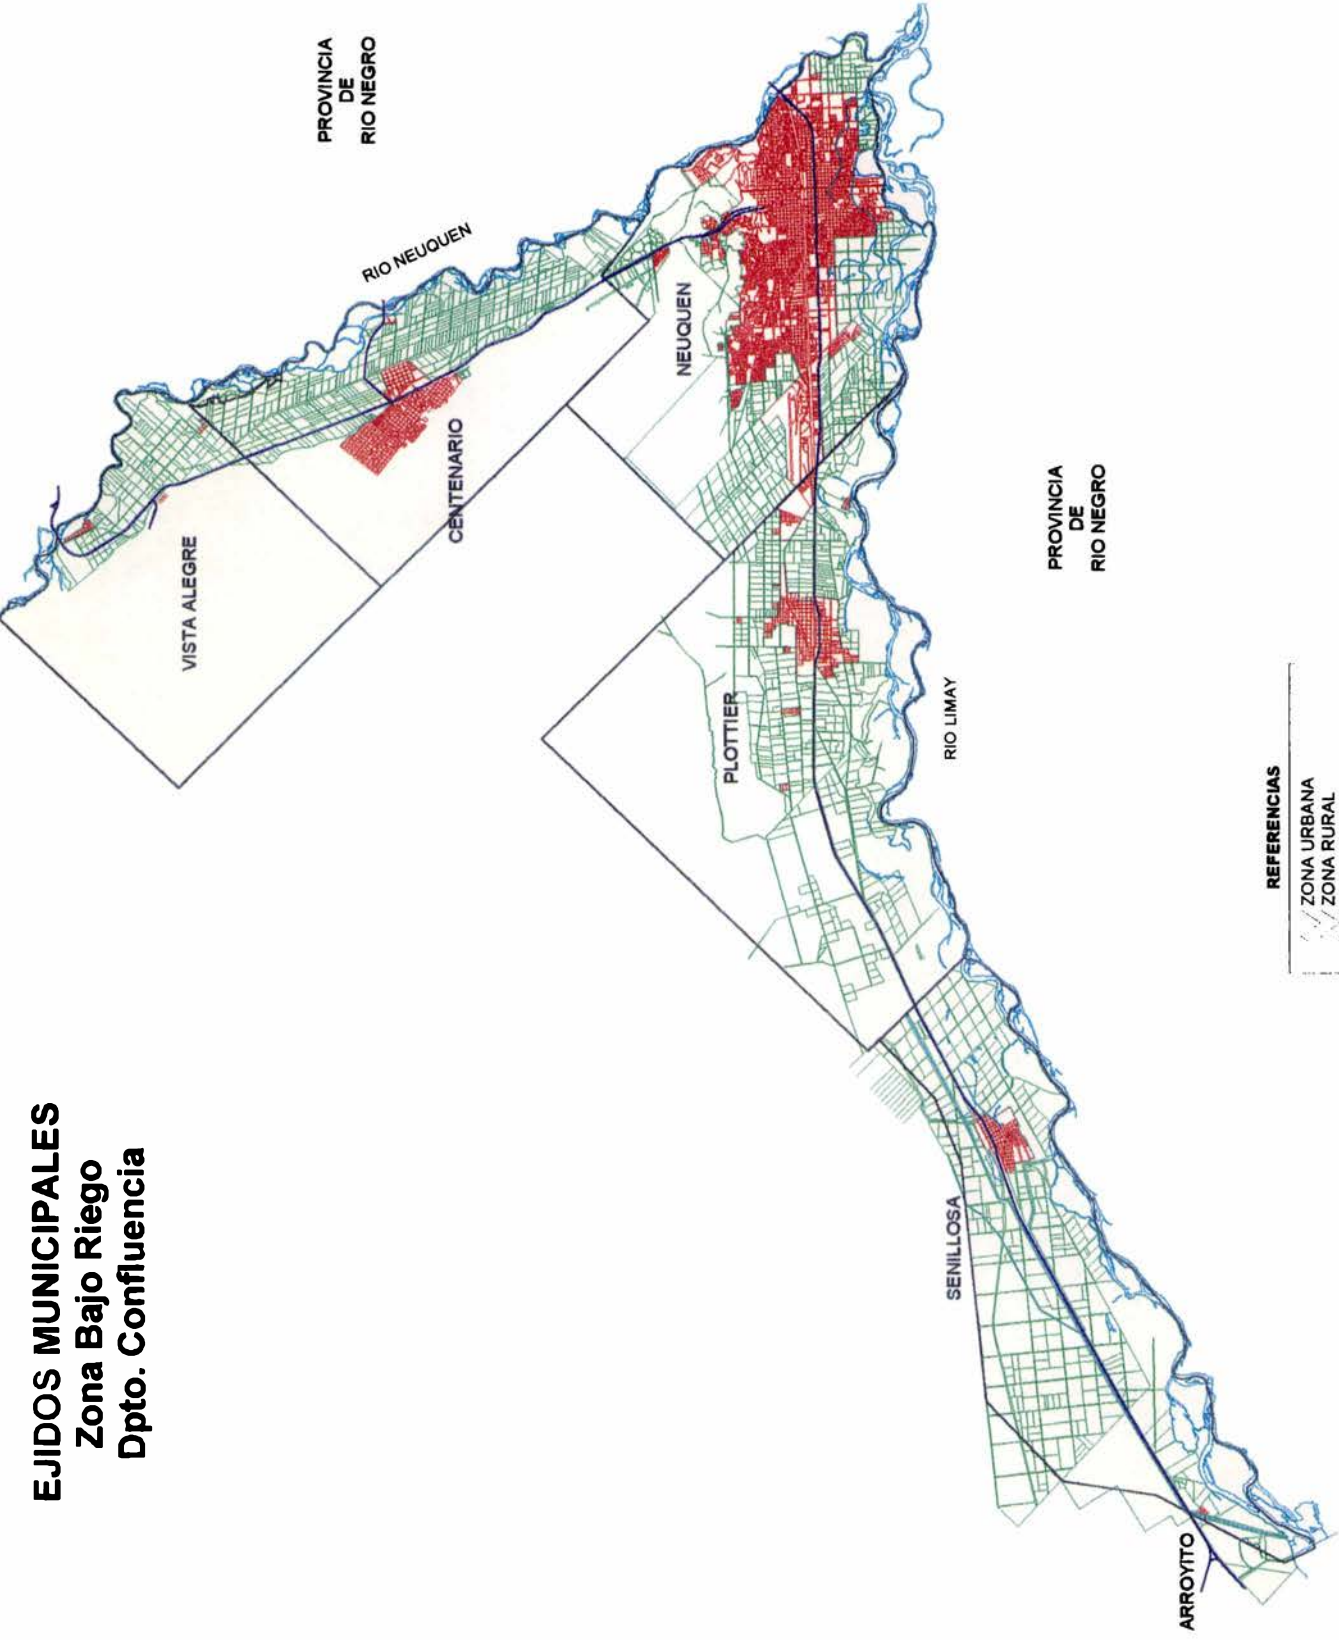 EJIDOS MUNICIPALES
Zona Bajo Riego
Dpto. Confluencia
PROVINCIA
DE
RIO NEGRO
RIO NEUQUEN
VISTA ALEGRE
CENTENARIO
NEUQUEN
PLOTTIER
SENILLOSA
ARROYITO
RIO LIMAY
PROVINCIA
DE
RIO NEGRO
REFERENCIAS
ZONA URBANA
ZONA RURAL